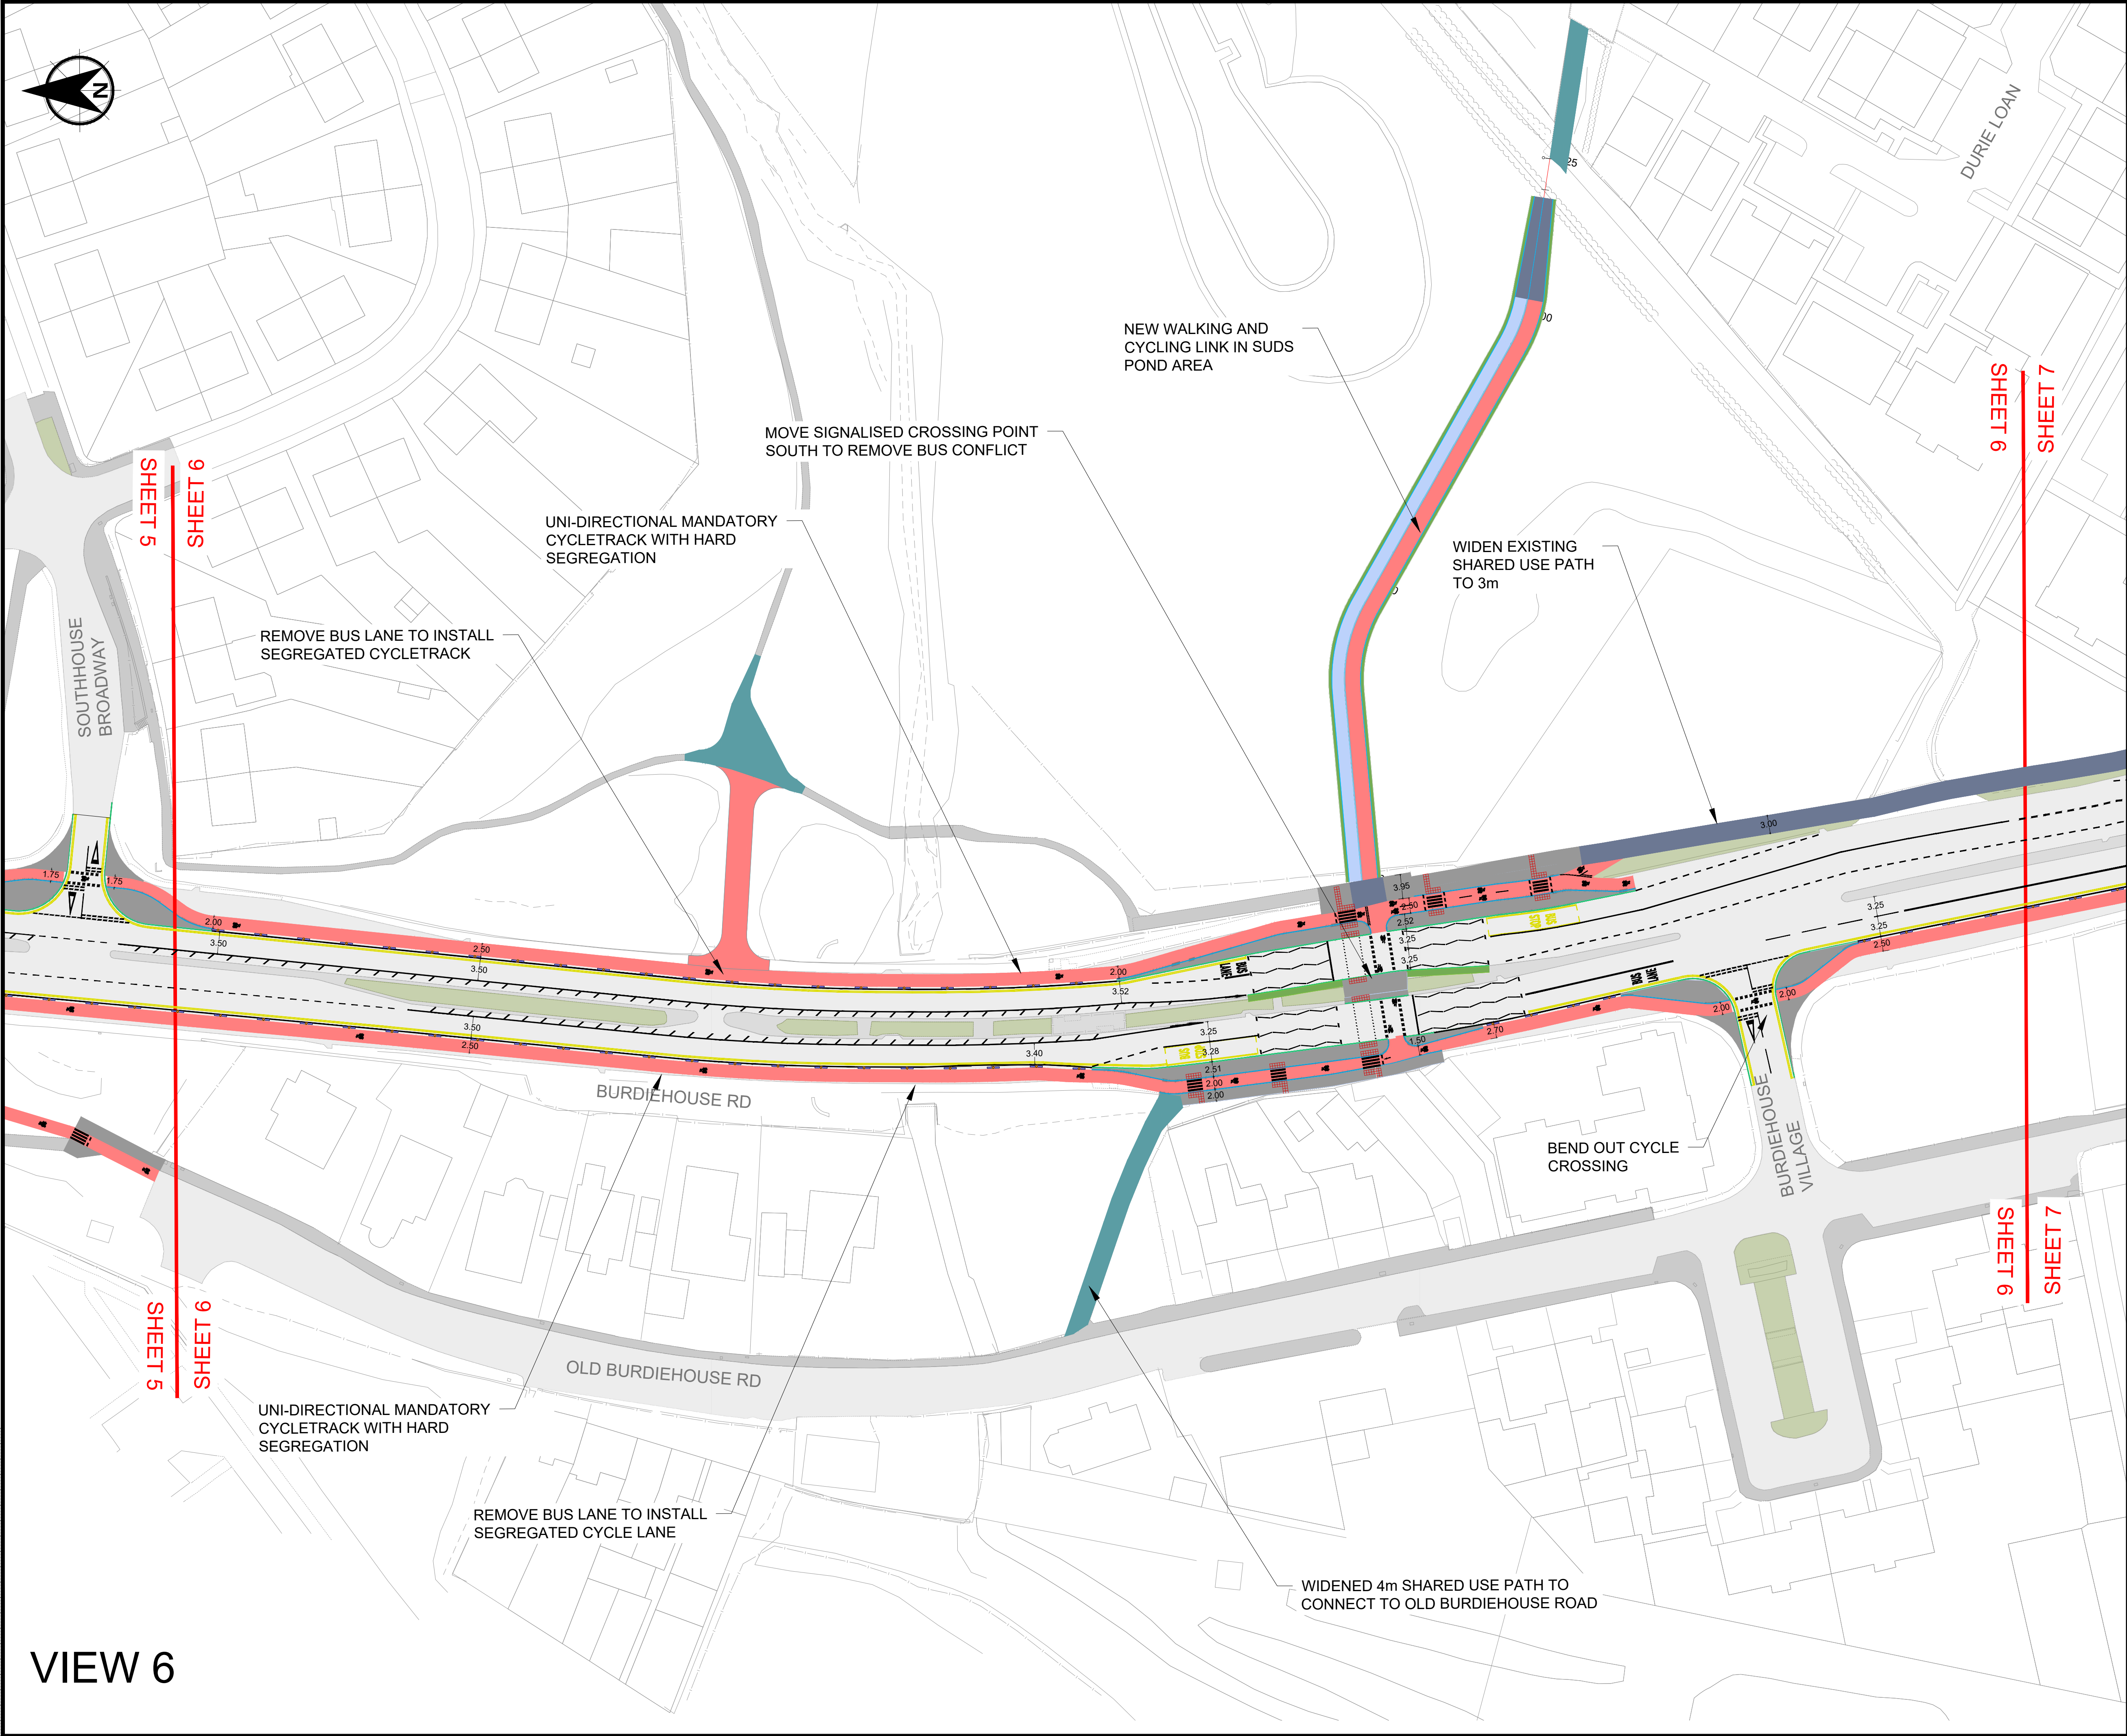 N
DURIE LOAN
25
00
NEW WALKING AND
CYCLING LINK IN SUDS
POND AREA
SHEET 6
SHEET 7
MOVE SIGNALISED CROSSING POINT
SOUTH TO REMOVE BUS CONFLICT
SHEET 5
SHEET 6
UNI-DIRECTIONAL MANDATORY
CYCLETRACK WITH HARD
SEGREGATION
WIDEN EXISTING
SHARED USE PATH
TO 3m
SOUTHHOUSE
BROADWAY
REMOVE BUS LANE TO INSTALL
SEGREGATED CYCLETRACK
3.00
1.75
1.75
2.00
3.50
2.50
3.50
2.00
3.52
BUS
LANE
3.95
2.50
2.52
3.25
3.25
BUS
STOP
3.25
3.25
2.50
3.50
2.50
3.40
3.25
3.28
2.51
2.00
2.00
BUS
STOP
1.50
2.70
BUS
LANE
2.00
2.00
BURDIEHOUSE RD
BEND OUT CYCLE
CROSSING
BURDIEHOUSE
VILLAGE
SHEET 5
SHEET 6
SHEET 6
SHEET 7
OLD BURDIEHOUSE RD
UNI-DIRECTIONAL MANDATORY
CYCLETRACK WITH HARD
SEGREGATION
REMOVE BUS LANE TO INSTALL
SEGREGATED CYCLE LANE
WIDENED 4m SHARED USE PATH TO
CONNECT TO OLD BURDIEHOUSE ROAD
VIEW 6